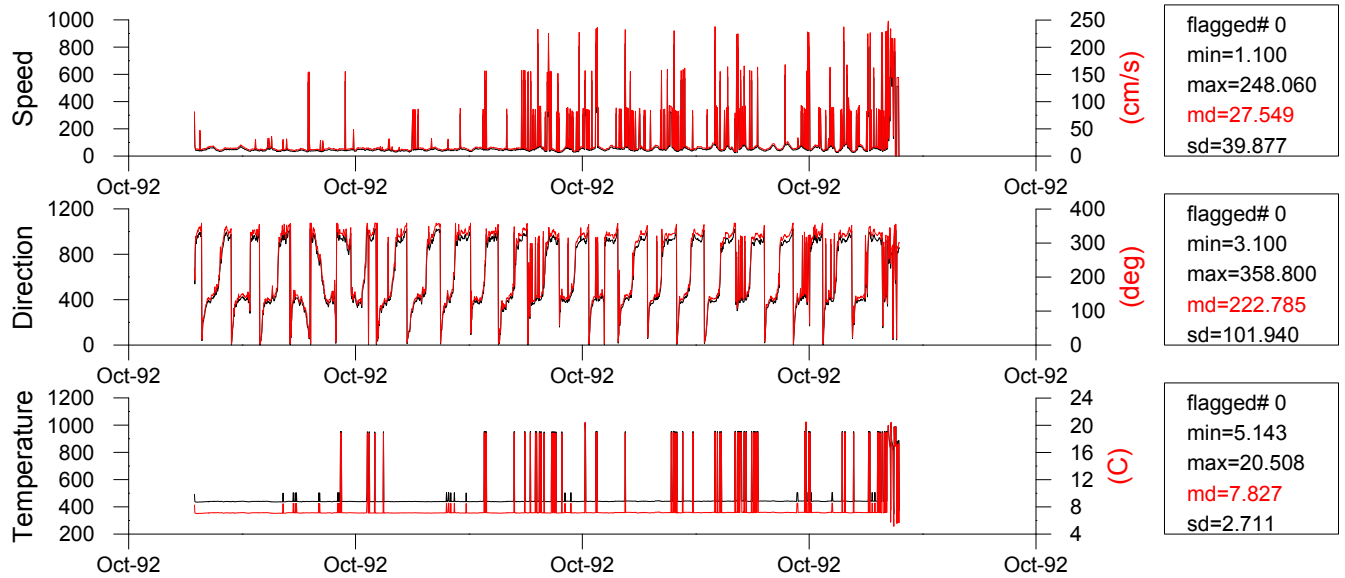 Speed
1000
800
600
400
200
0
250
200
150
100
50
0
(cm/s)
flagged# 0
min=1.100
max=248.060
md=27.549
sd=39.877
Oct-92 Oct-92 Oct-92 Oct-92 Oct-92
Direction
1200
800
400
0
400
300
200
100
0
(deg)
flagged# 0
min=3.100
max=358.800
md=222.785
sd=101.940
Oct-92 Oct-92 Oct-92 Oct-92 Oct-92
Temperature
1200
1000
800
600
400
200
24
20
16
12
8
4
(C)
flagged# 0
min=5.143
max=20.508
md=7.827
sd=2.711
Oct-92 Oct-92 Oct-92 Oct-92 Oct-92